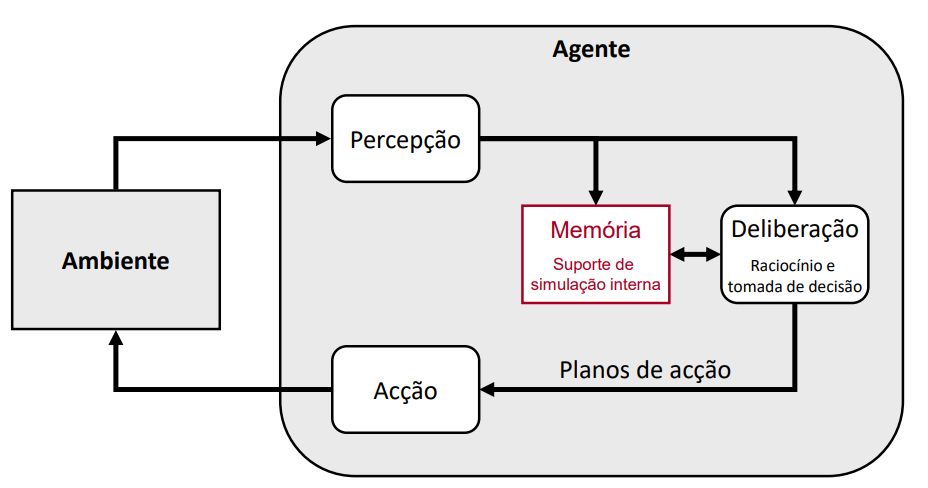 Agente
Percepção
Memória
Suporte de
simulação interna
Deliberação
Raciocínio e
tomada de decisão
Ambiente
Planos de acção
Acção